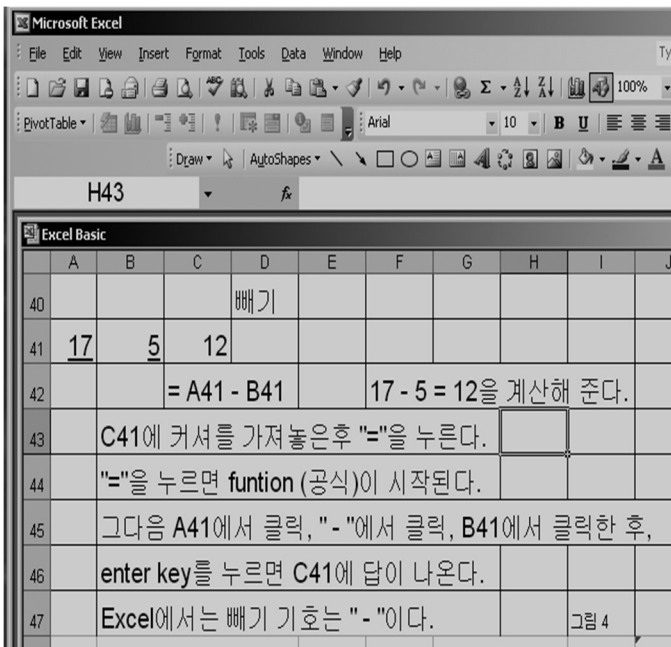 Microsoft Excel
File Edit View Insert Format Tools Data Window Help Ty
100%
PivotTable Arial 10 B U
Draw AutoShapes A
H43 fx
Excel Basic
A B C D E F G H I J
40 빼기
41 17 5 12
42 = A41 - B41 17 - 5 = 12을 계산해 준다.
43 C41에 커셔를 가져놓은후 "="을 누른다.
44 "="을 누르면 funtion (공식)이 시작된다.
45 그다음 A41에서 클릭, " - "에서 클릭, B41에서 클릭한 후,
46 enter key를 누르면 C41에 답이 나온다.
47 Excel에서는 빼기 기호는 " - "이다. 그림 4